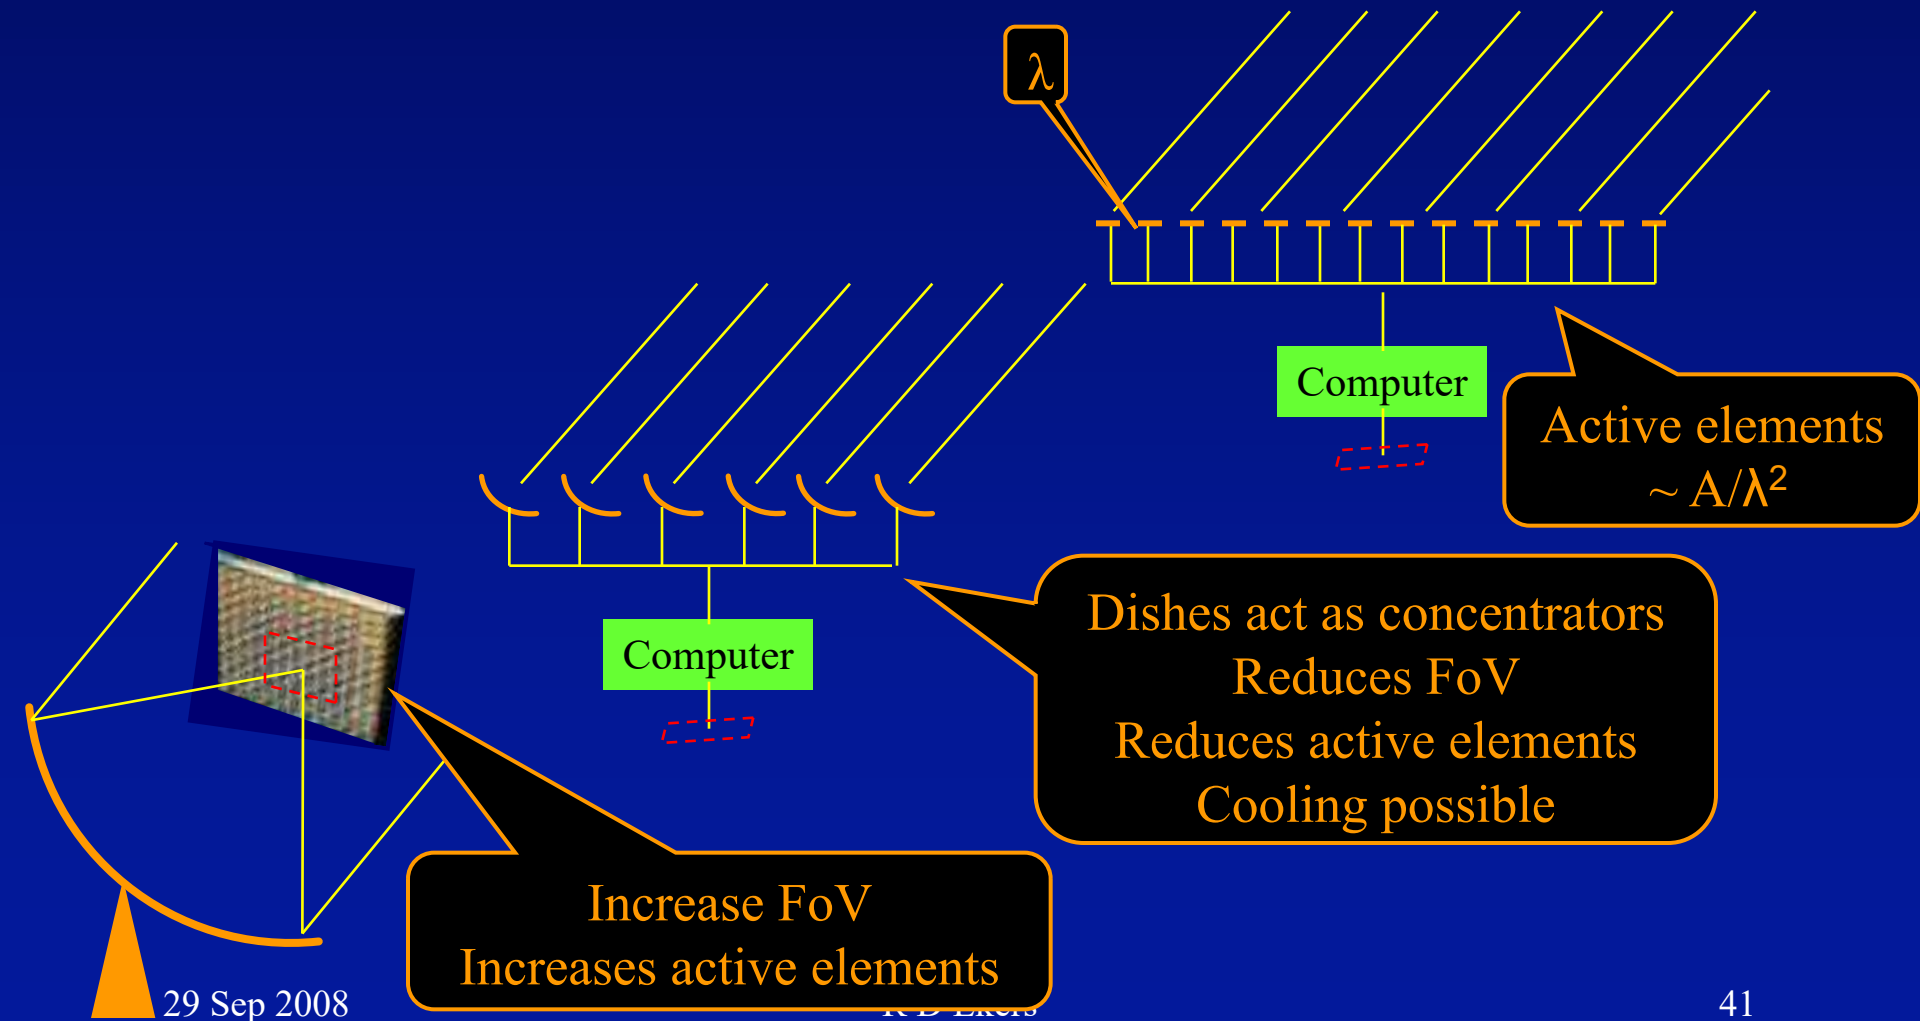 λ
Computer
Active elements
~ A/λ²
Computer
Dishes act as concentrators
Reduces FoV
Reduces active elements
Cooling possible
Increase FoV
Increases active elements
29 Sep 2008
R D Ekers
41